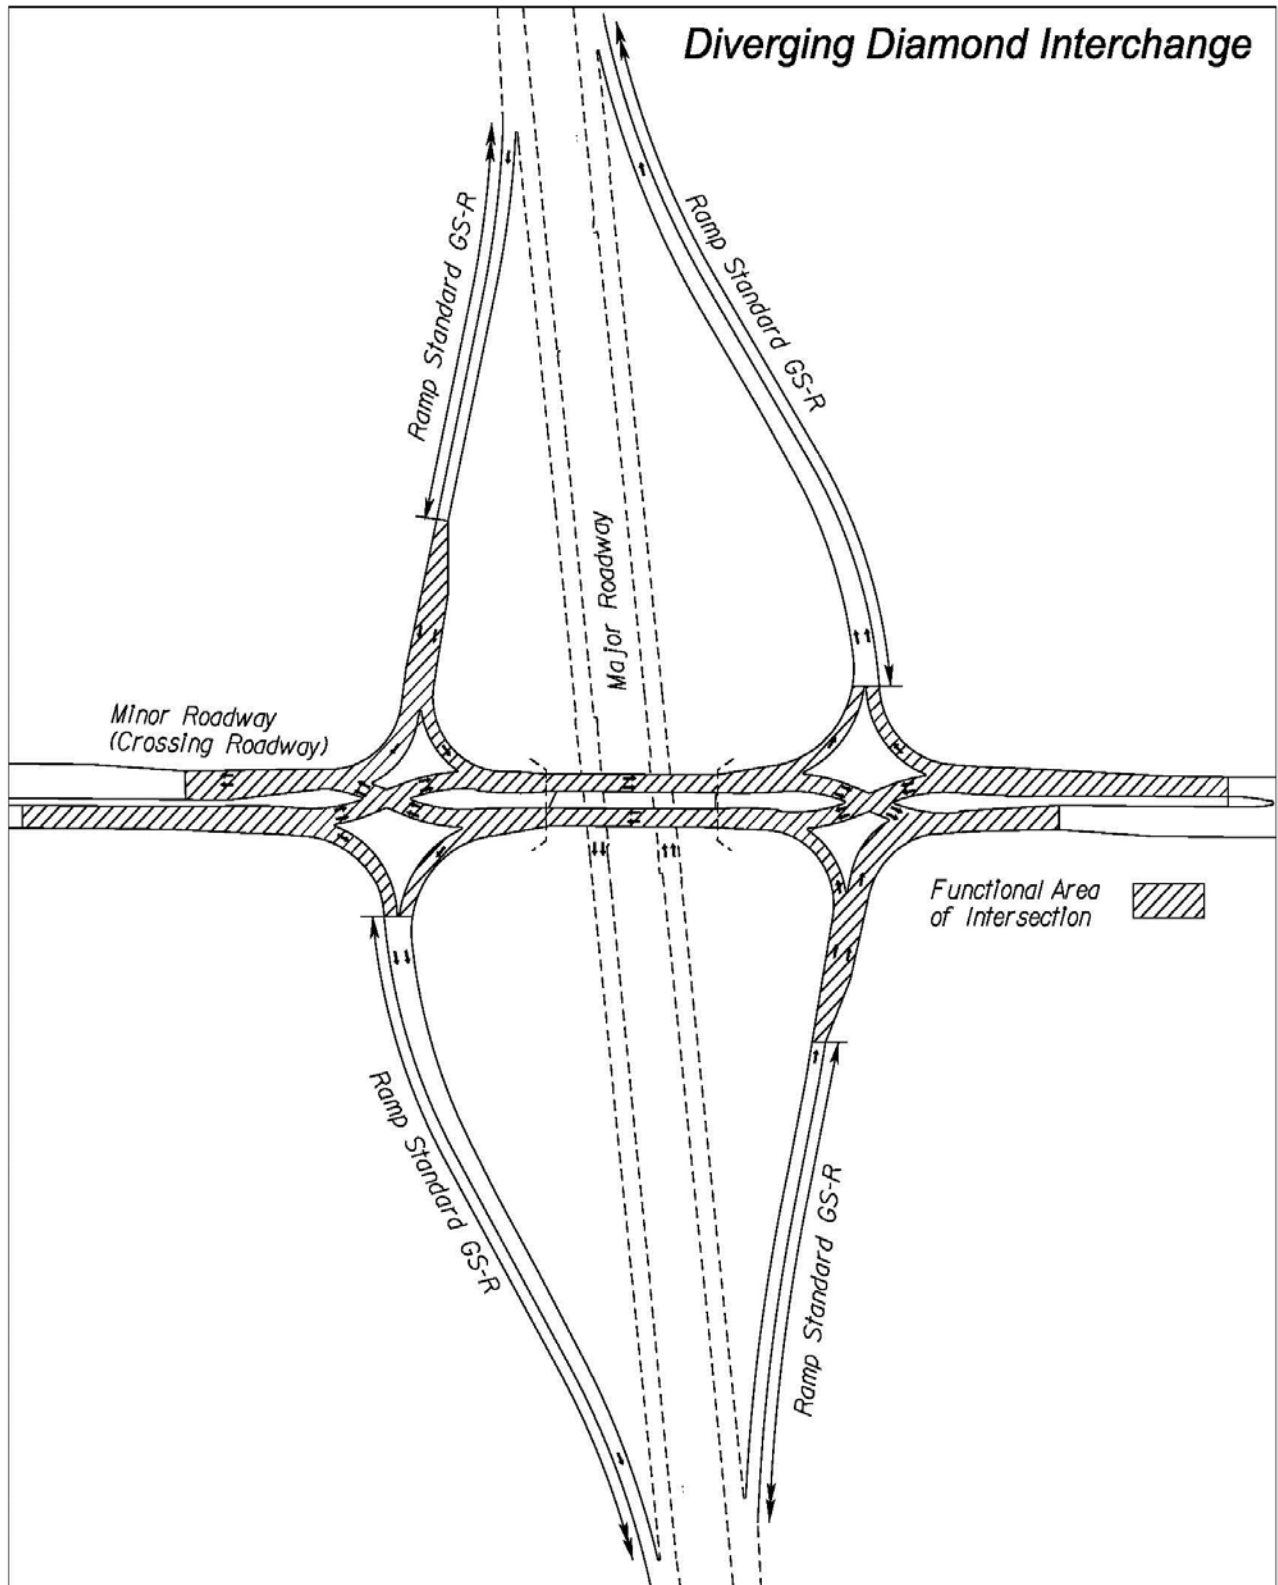 Diverging Diamond Interchange
Ramp Standard GS-R
Ramp Standard GS-R
Major Roadway
Minor Roadway
(Crossing Roadway)
Functional Area
of Intersection
Ramp Standard GS-R
Ramp Standard GS-R